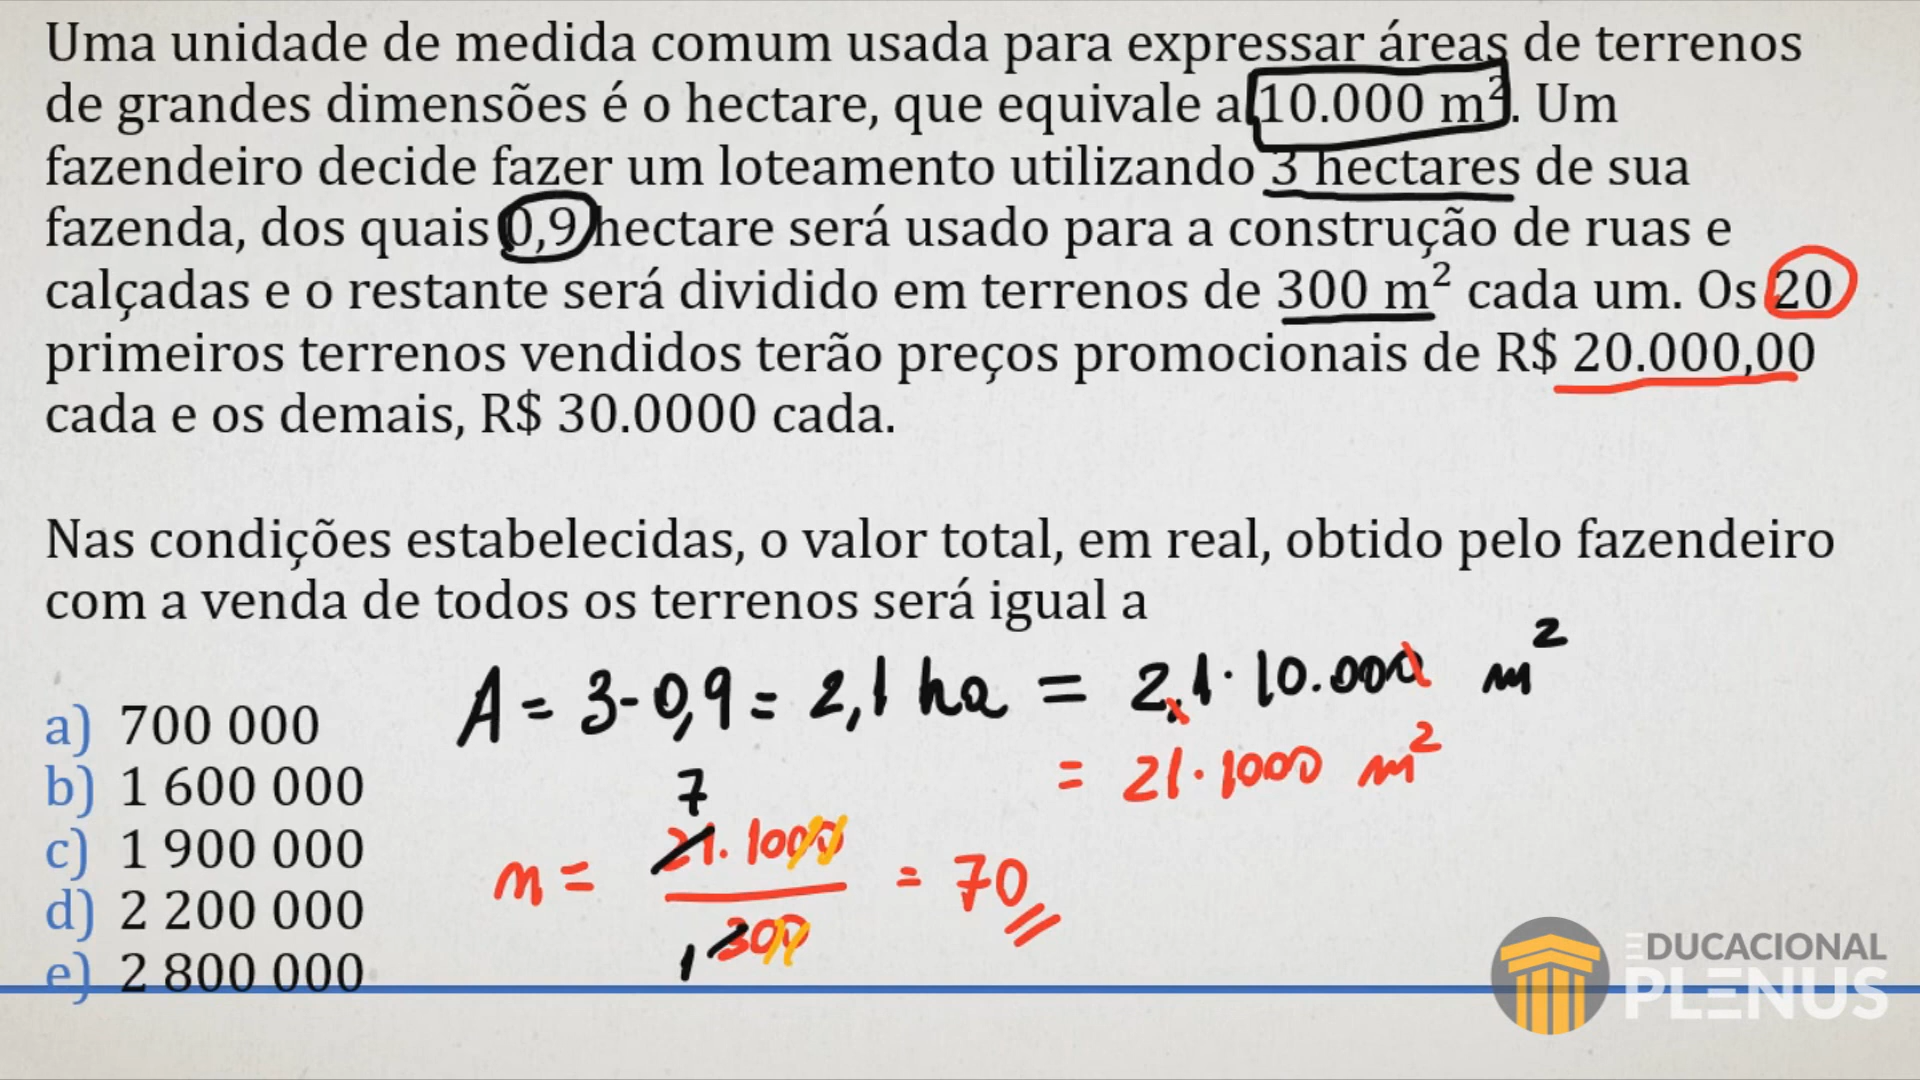 Uma unidade de medida comum usada para expressar áreas de terrenos
de grandes dimensões é o hectare, que equivale a 10.000 m². Um
fazendeiro decide fazer um loteamento utilizando 3 hectares de sua
fazenda, dos quais 0,9 hectare será usado para a construção de ruas e
calçadas e o restante será dividido em terrenos de 300 m² cada um. Os 20
primeiros terrenos vendidos terão preços promocionais de R$ 20.000,00
cada e os demais, R$ 30.0000 cada.
Nas condições estabelecidas, o valor total, em real, obtido pelo fazendeiro
com a venda de todos os terrenos será igual a
a) 700 000
b) 1 600 000
c) 1 900 000
d) 2 200 000
e) 2 800 000
A = 3 - 0,9 = 2,1 ha = 2,1 · 10.000 m²
= 21 · 1000 m²
7
n = 21 · 1000 = 70
1 300
EDUCACIONAL
PLENUS